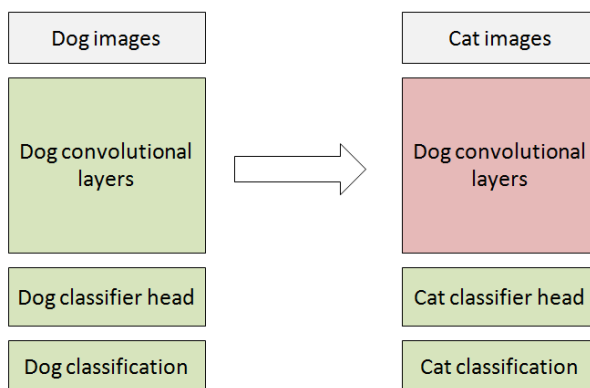 Dog images
Dog convolutional
layers
Dog classifier head
Dog classification
Cat images
Dog convolutional
layers
Cat classifier head
Cat classification